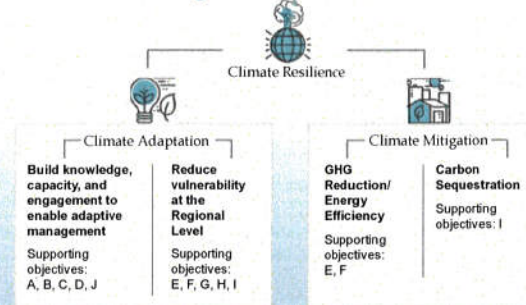 Climate Resilience
Climate Adaptation
Build knowledge,
capacity, and
engagement to
enable adaptive
management
Supporting
objectives:
A, B, C, D, J
Reduce
vulnerability
at the
Regional
Level
Supporting
objectives:
E, F, G, H, I
Climate Mitigation
GHG
Reduction/
Energy
Efficiency
Supporting
objectives:
E, F
Carbon
Sequestration
Supporting
objectives: I